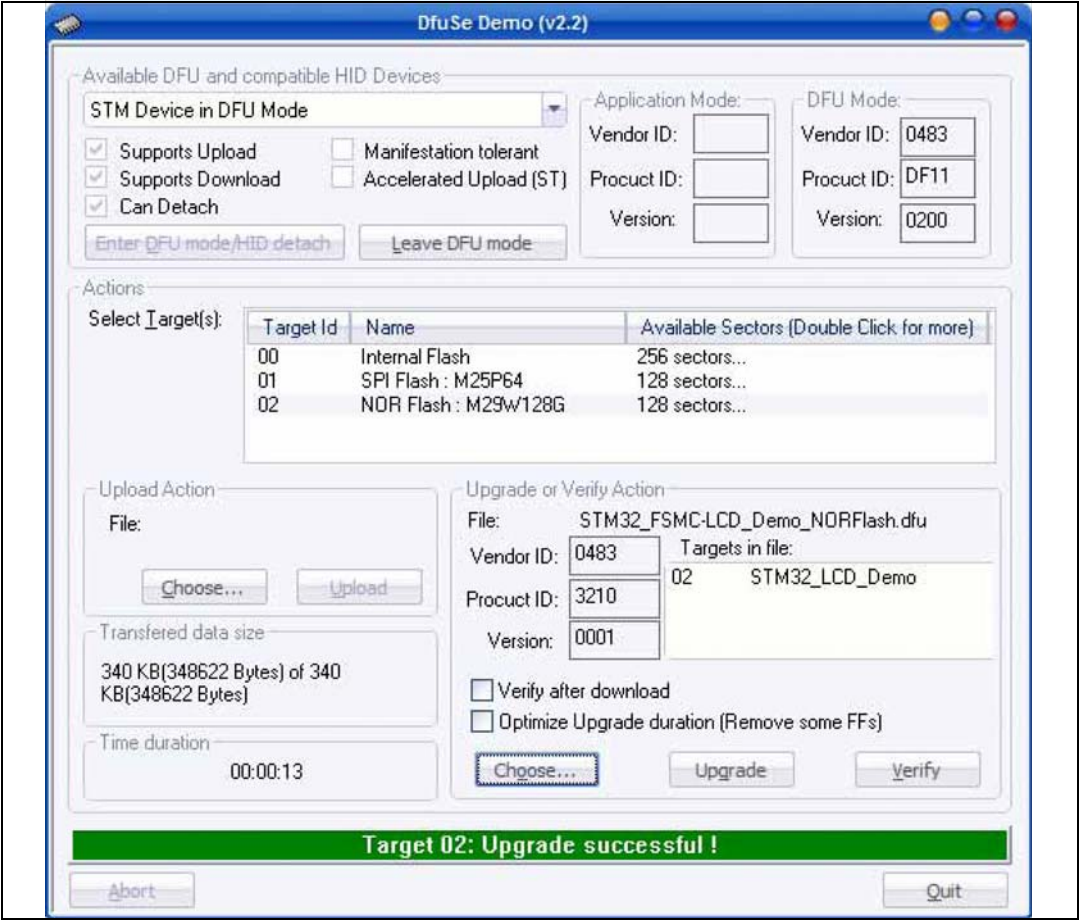 DfuSe Demo (v2.2)
Available DFU and compatible HID Devices
STM Device in DFU Mode
Supports Upload
Manifestation tolerant
Supports Download
Accelerated Upload (ST)
Can Detach
Enter DFU mode/HID detach
Leave DFU mode
Application Mode:
Vendor ID:
Procuct ID:
Version:
DFU Mode:
Vendor ID: 0483
Procuct ID: DF11
Version: 0200
Actions
Select Target(s):
Target Id Name Available Sectors (Double Click for more)
00 Internal Flash 256 sectors...
01 SPI Flash : M25P64 128 sectors...
02 NOR Flash : M29W128G 128 sectors...
Upload Action
File:
Choose...
Upload
Transfered data size
340 KB(348622 Bytes) of 340
KB(348622 Bytes)
Time duration
00:00:13
Upgrade or Verify Action
File: STM32_FSMC-LCD_Demo_NORFlash.dfu
Vendor ID: 0483
Procuct ID: 3210
Version: 0001
Targets in file:
02 STM32_LCD_Demo
Verify after download
Optimize Upgrade duration (Remove some FFs)
Choose...
Upgrade
Verify
Target 02: Upgrade successful !
Abort
Quit